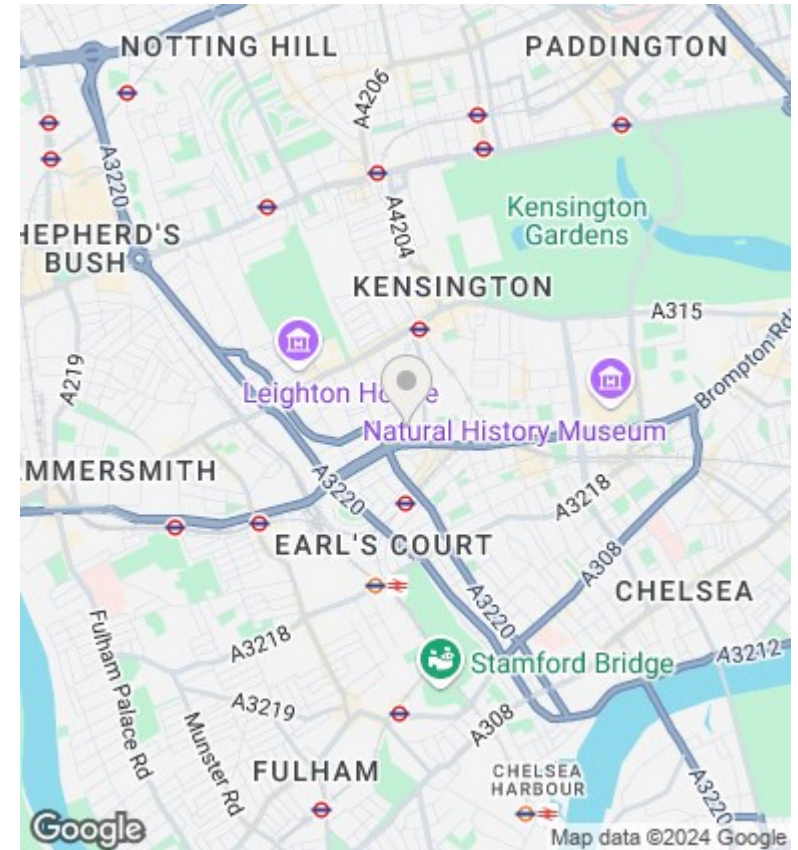 NOTTING HILL
PADDINGTON
A4206
A3220
A4204
Kensington
Gardens
HEPHERD'S
BUSH
KENSINGTON
A315
Brompton Rd
A219
Leighton Ho e
Natural History Museum
MMERSMITH
A3220
A3218
EARL'S COURT
A308
CHELSEA
A3220
Fulham Palace Rd
A3218
Stamford Bridge
A3212
A3219
Munster Rd
A308
FULHAM
CHELSEA
HARBOUR
A3220
Google
Map data ©2024 Google